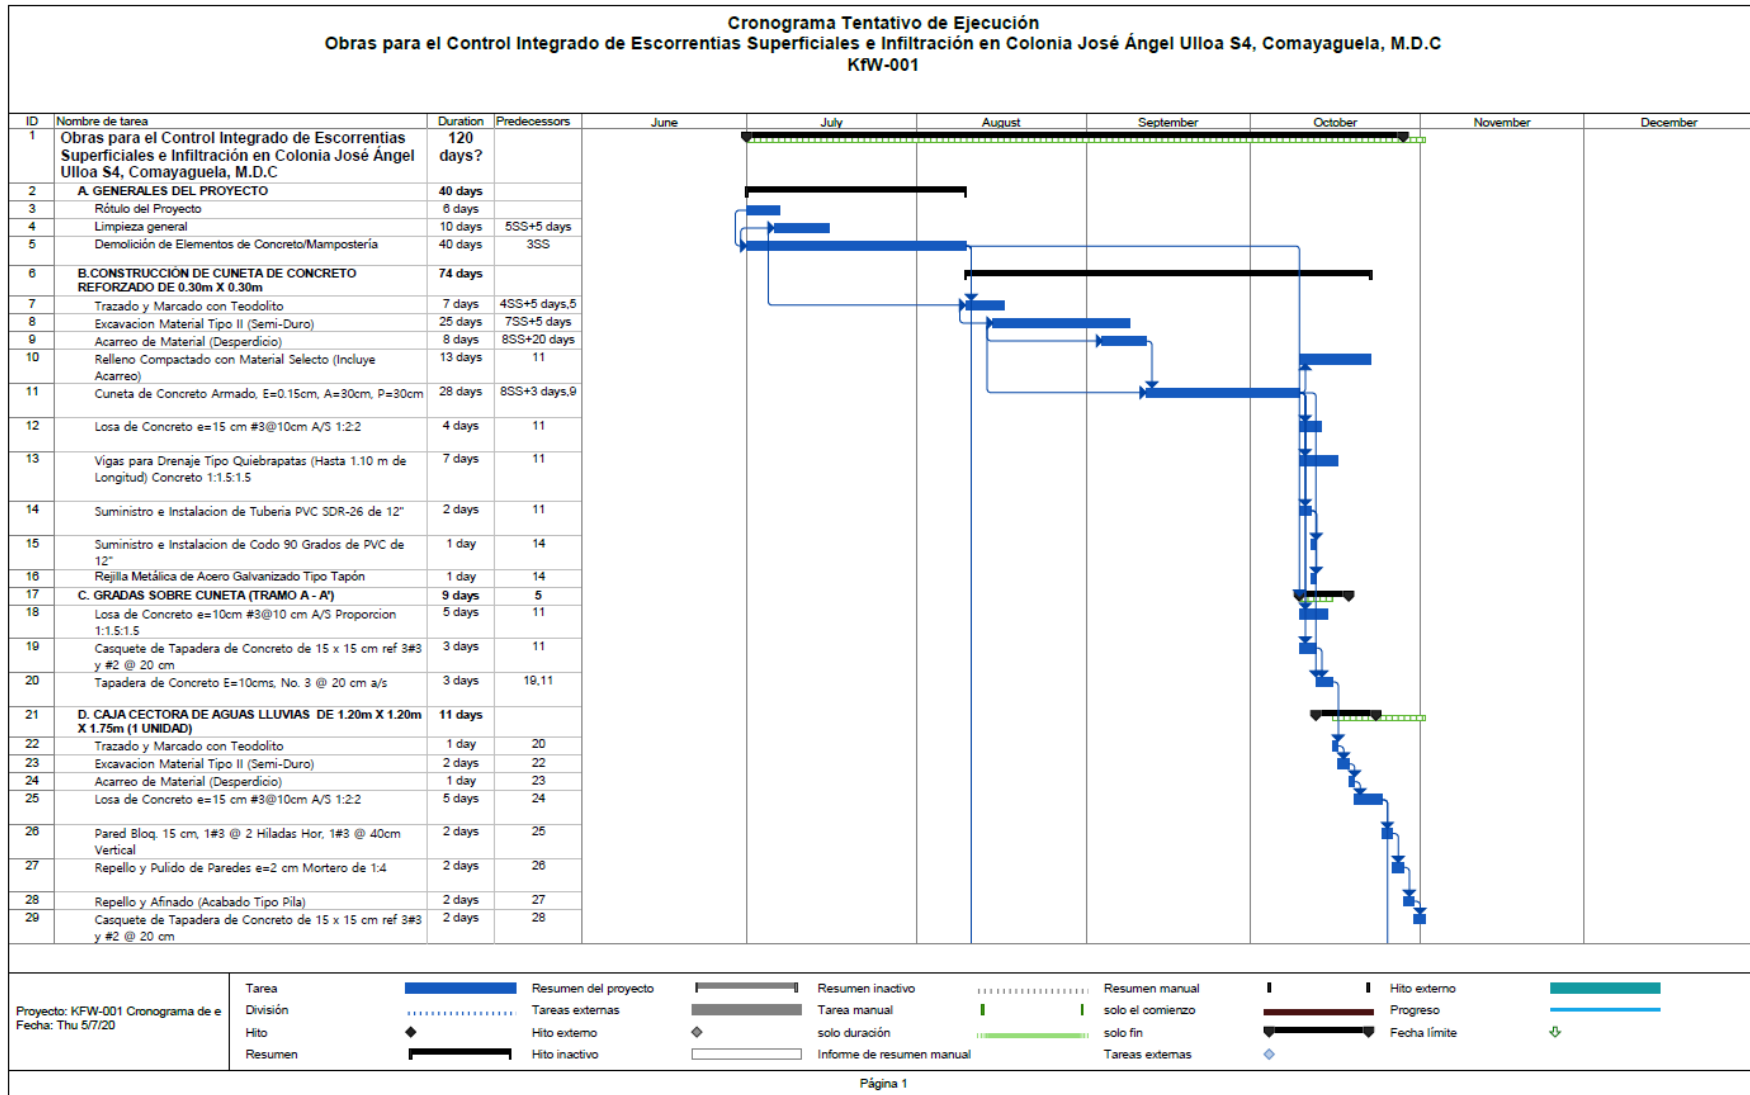 Cronograma Tentativo de Ejecución
Obras para el Control Integrado de Escorrentias Superficiales e Infiltración en Colonia José Ángel Ulloa S4, Comayaguela, M.D.C
KfW-001
ID Nombre de tarea Duration Predecessors June July August September October November December
1 Obras para el Control Integrado de Escorrentias 120
Superficiales e Infiltración en Colonia José Ángel days?
Ulloa S4, Comayaguela, M.D.C
2 A. GENERALES DEL PROYECTO 40 days
3 Rótulo del Proyecto 6 days
4 Limpieza general 10 days 5SS+5 days
5 Demolición de Elementos de Concreto/Mampostería 40 days 3SS
6 B.CONSTRUCCIÓN DE CUNETA DE CONCRETO 74 days
REFORZADO DE 0.30m X 0.30m
7 Trazado y Marcado con Teodolito 7 days 4SS+5 days,5
8 Excavacion Material Tipo II (Semi-Duro) 25 days 7SS+5 days
9 Acarreo de Material (Desperdicio) 8 days 8SS+20 days
10 Relleno Compactado con Material Selecto (Incluye 13 days 11
Acarreo)
11 Cuneta de Concreto Armado, E=0.15cm, A=30cm, P=30cm 28 days 8SS+3 days,9
12 Losa de Concreto e=15 cm #3@10cm A/S 1:2:2 4 days 11
13 Vigas para Drenaje Tipo Quiebrapatas (Hasta 1.10 m de 7 days 11
Longitud) Concreto 1:1.5:1.5
14 Suministro e Instalacion de Tuberia PVC SDR-26 de 12" 2 days 11
15 Suministro e Instalacion de Codo 90 Grados de PVC de 1 day 14
12"
16 Rejilla Metálica de Acero Galvanizado Tipo Tapón 1 day 14
17 C. GRADAS SOBRE CUNETA (TRAMO A - A') 9 days 5
18 Losa de Concreto e=10cm #3@10 cm A/S Proporcion 5 days 11
1:1.5:1.5
19 Casquete de Tapadera de Concreto de 15 x 15 cm ref 3#3 3 days 11
y #2 @ 20 cm
20 Tapadera de Concreto E=10cms, No. 3 @ 20 cm a/s 3 days 19,11
21 D. CAJA CECTORA DE AGUAS LLUVIAS DE 1.20m X 1.20m 11 days
X 1.75m (1 UNIDAD)
22 Trazado y Marcado con Teodolito 1 day 20
23 Excavacion Material Tipo II (Semi-Duro) 2 days 22
24 Acarreo de Material (Desperdicio) 1 day 23
25 Losa de Concreto e=15 cm #3@10cm A/S 1:2:2 5 days 24
26 Pared Bloq. 15 cm, 1#3 @ 2 Hiladas Hor, 1#3 @ 40cm 2 days 25
Vertical
27 Repello y Pulido de Paredes e=2 cm Mortero de 1:4 2 days 26
28 Repello y Afinado (Acabado Tipo Pila) 2 days 27
29 Casquete de Tapadera de Concreto de 15 x 15 cm ref 3#3 2 days 28
y #2 @ 20 cm
Proyecto: KFW-001 Cronograma de e
Fecha: Thu 5/7/20
Tarea Resumen del proyecto Resumen inactivo Resumen manual Hito externo
División Tareas externas Tarea manual solo el comienzo Progreso
Hito Hito externo solo duración solo fin Fecha límite
Resumen Hito inactivo Informe de resumen manual Tareas externas
Página 1